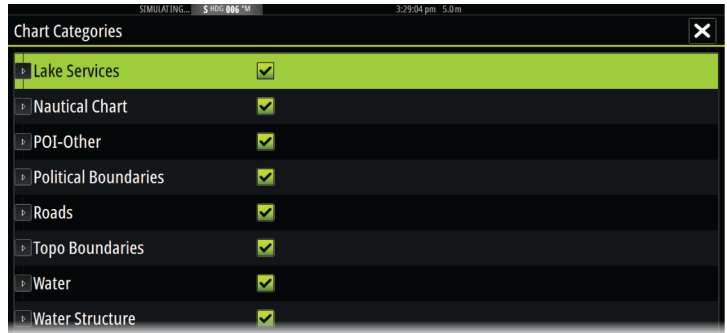 SIMULATING... S HDG 006 °M 3:29:04 pm 5.0 m
Chart Categories
Lake Services
Nautical Chart
POI-Other
Political Boundaries
Roads
Topo Boundaries
Water
Water Structure